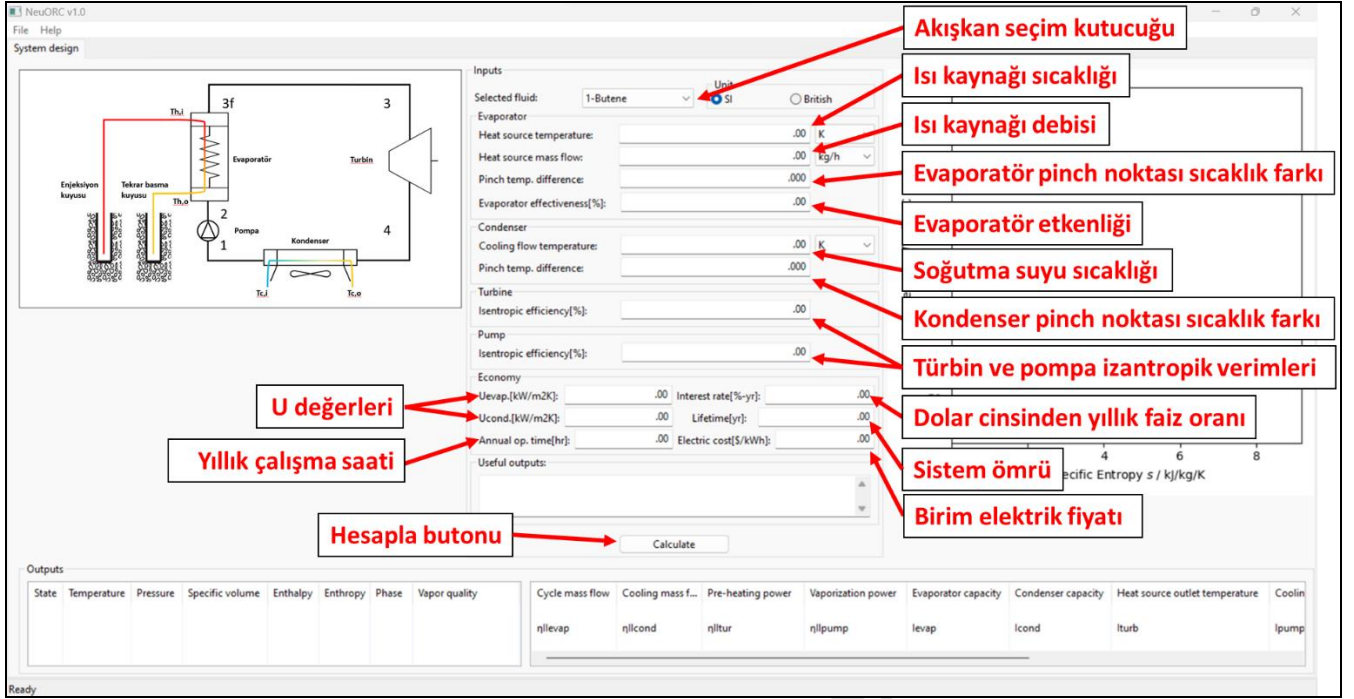 NeuORC v1.0
File Help
System design
Th,i
3f
3
Evaporatör
Turbin
Enjeksiyon
kuyusu
Tekrar basma
kuyusu
Th,o
2
Pompa
1
Kondenser
4
Tc,i
Tc,o
Inputs
Selected fluid: 1-Butene
SI British
Evaporator
Heat source temperature: .00 K
Heat source mass flow: .00 kg/h
Pinch temp. difference: .000
Evaporator effectiveness[%]: .00
Condenser
Cooling flow temperature: .00 K
Pinch temp. difference: .000
Turbine
Isentropic efficiency[%]: .00
Pump
Isentropic efficiency[%]: .00
Economy
Uevap.[kW/m2K]: .00 Interest rate[%-yr]: .00
Ucond.[kW/m2K]: .00 Lifetime[yr]: .00
Annual op. time[hr]: .00 Electric cost[$/kWh]: .00
Useful outputs:
Calculate
Akışkan seçim kutucuğu
Isı kaynağı sıcaklığı
Isı kaynağı debisi
Evaporatör pinch noktası sıcaklık farkı
Evaporatör etkenliği
Soğutma suyu sıcaklığı
Kondenser pinch noktası sıcaklık farkı
Türbin ve pompa izantropik verimleri
Dolar cinsinden yıllık faiz oranı
Sistem ömrü
Birim elektrik fiyatı
U değerleri
Yıllık çalışma saati
Hesapla butonu
4 6 8
Entropy s / kJ/kg/K
Outputs
State Temperature Pressure Specific volume Enthalpy Enthropy Phase Vapor quality
Cycle mass flow Cooling mass f... Pre-heating power Vaporization power Evaporator capacity Condenser capacity Heat source outlet temperature Coolin
ηIIevap ηIIcond ηIItur ηIIpump Ievap Icond Iturb Ipump
Ready